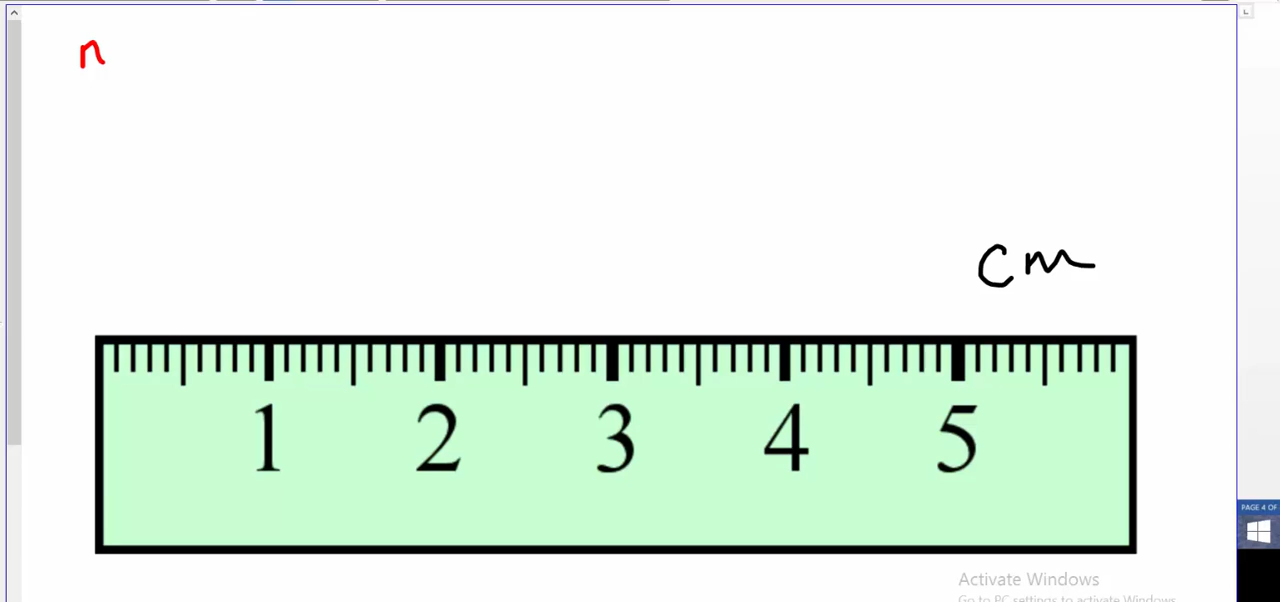 n
cm
1 2 3 4 5
PAGE 4 OF
Activate Windows
Go to PC settings to activate Windows